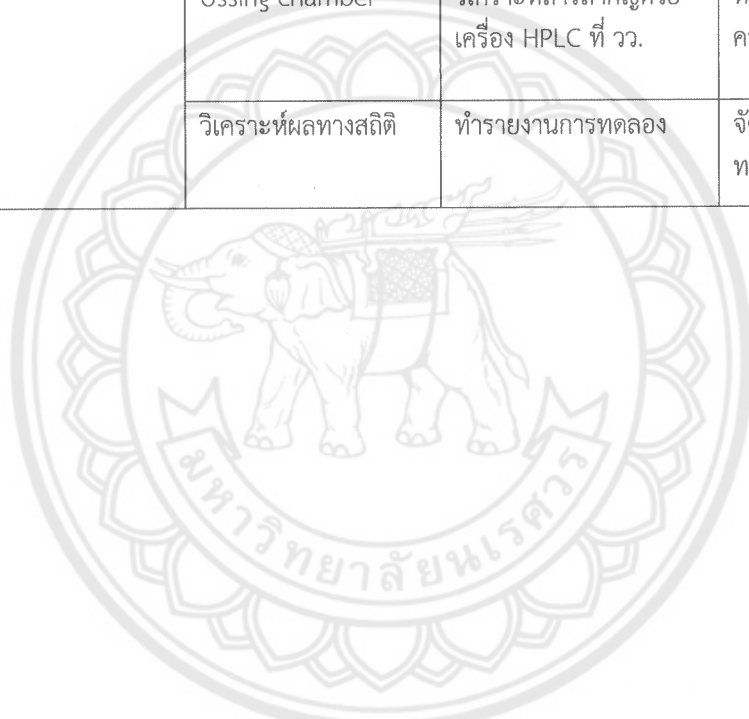 Ussing chamber
เครื่อง HPLC ที่ วว.
วิเคราะห์ผลทางสถิติ
ทำรายงานการทดลอง
มหาวิทยาลัยนเรศวร